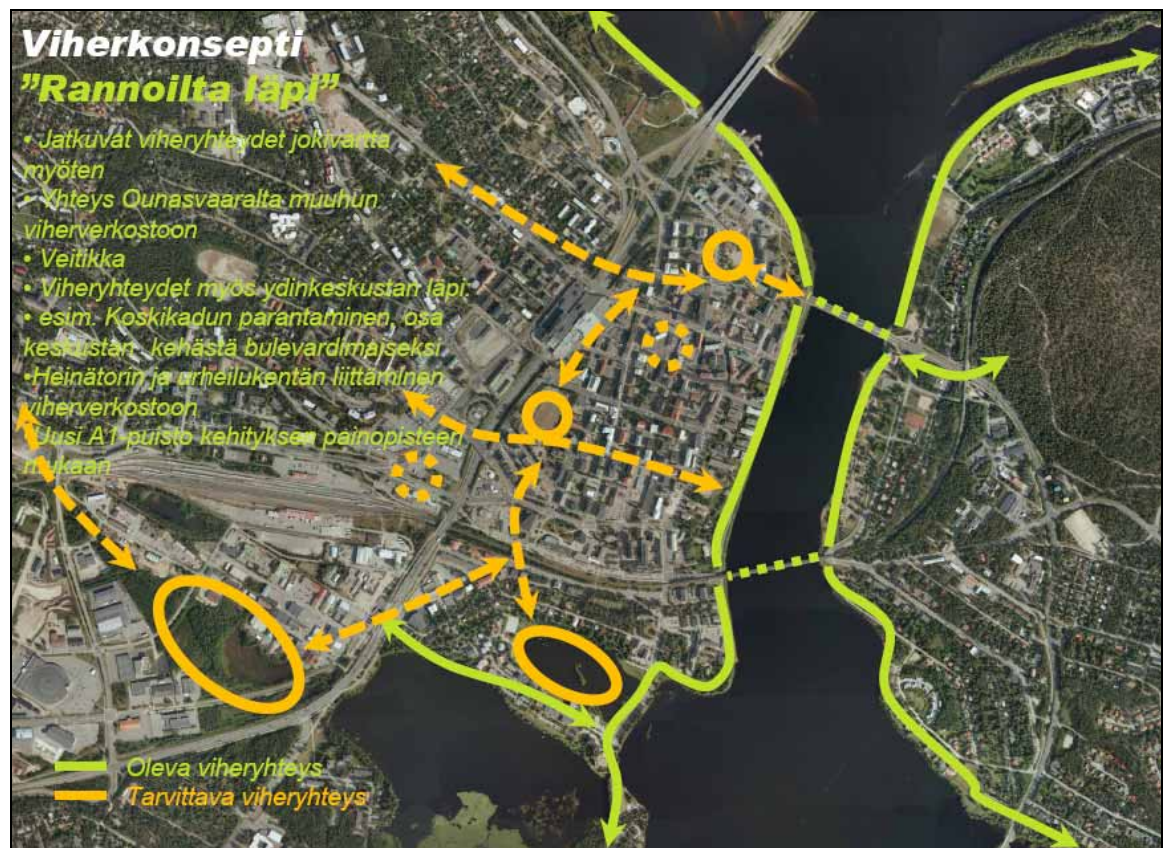 Viherkonsepti
"Rannoilta läpi"
• Jatkuvat viheryhteydet jokivartta
myöten
• Yhteys Ounasvaaralta muuhun
viherverkostoon
• Veitikka
• Viheryhteydet myös ydinkeskustan läpi:
• esim. Koskikadun parantaminen, osa
keskustan kehästä bulevardimaiseksi
•Heinätorin ja urheilukentän liittäminen
viherverkostoon
•Uusi A1-puisto kehityksen painopisteen
mukaan
Oleva viheryhteys
Tarvittava viheryhteys